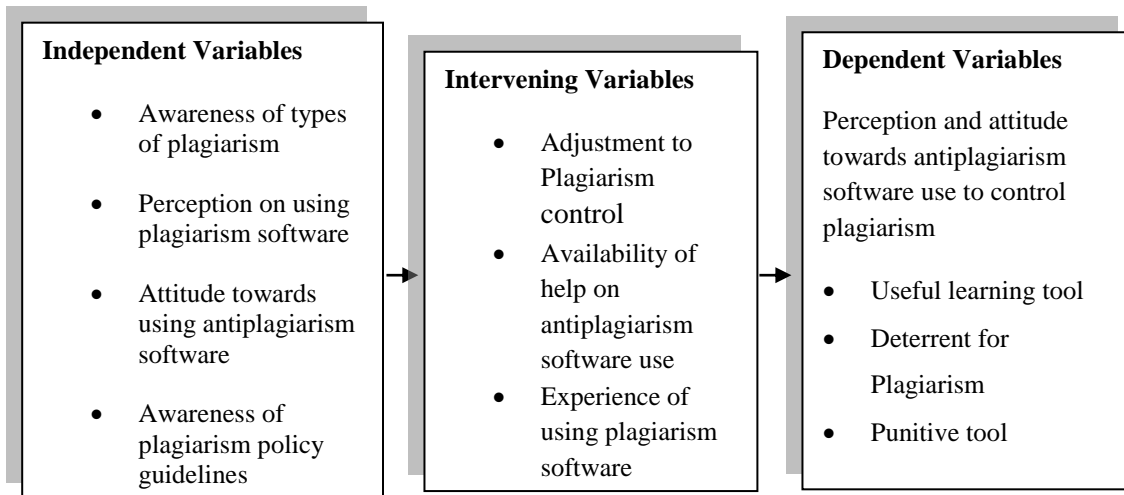 Independent Variables
• Awareness of types
of plagiarism
• Perception on using
plagiarism software
• Attitude towards
using antiplagiarism
software
• Awareness of
plagiarism policy
guidelines
Intervening Variables
• Adjustment to
Plagiarism
control
• Availability of
help on
antiplagiarism
software use
• Experience of
using plagiarism
software
Dependent Variables
Perception and attitude
towards antiplagiarism
software use to control
plagiarism
• Useful learning tool
• Deterrent for
Plagiarism
• Punitive tool